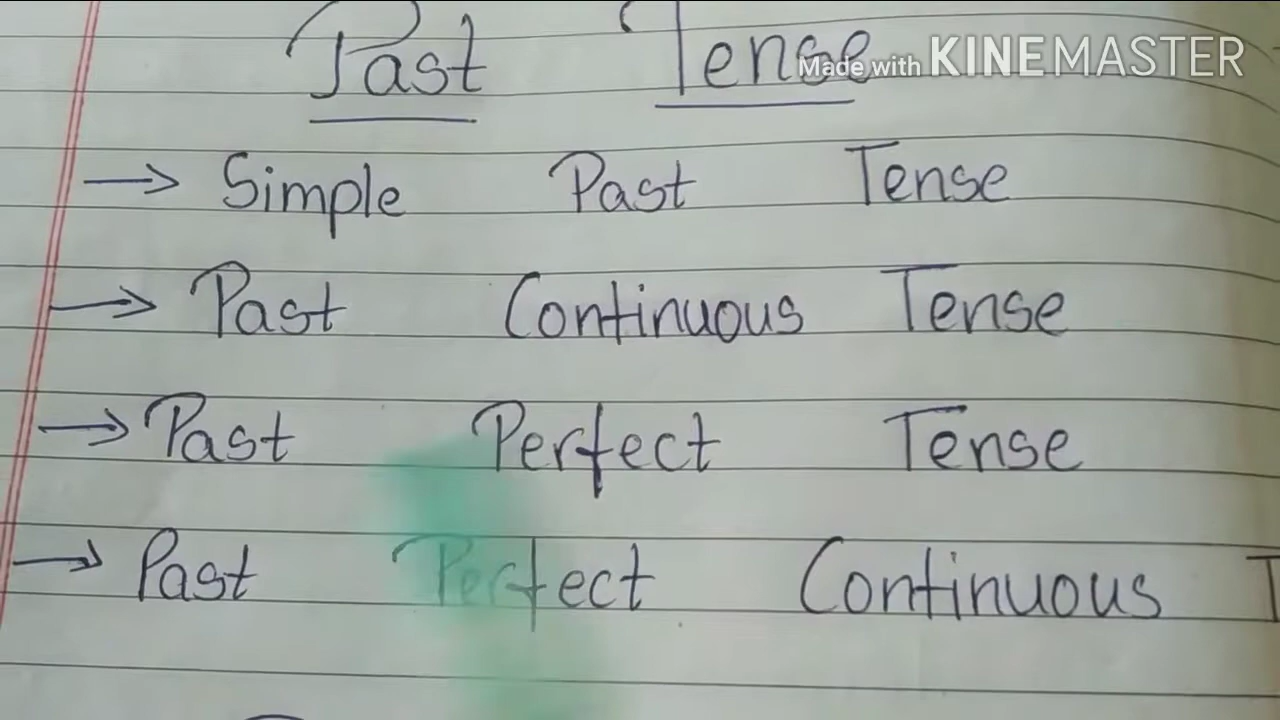 Past Tense
Made with KINEMASTER
→ Simple Past Tense
→ Past Continuous Tense
→ Past Perfect Tense
→ Past Perfect Continuous T